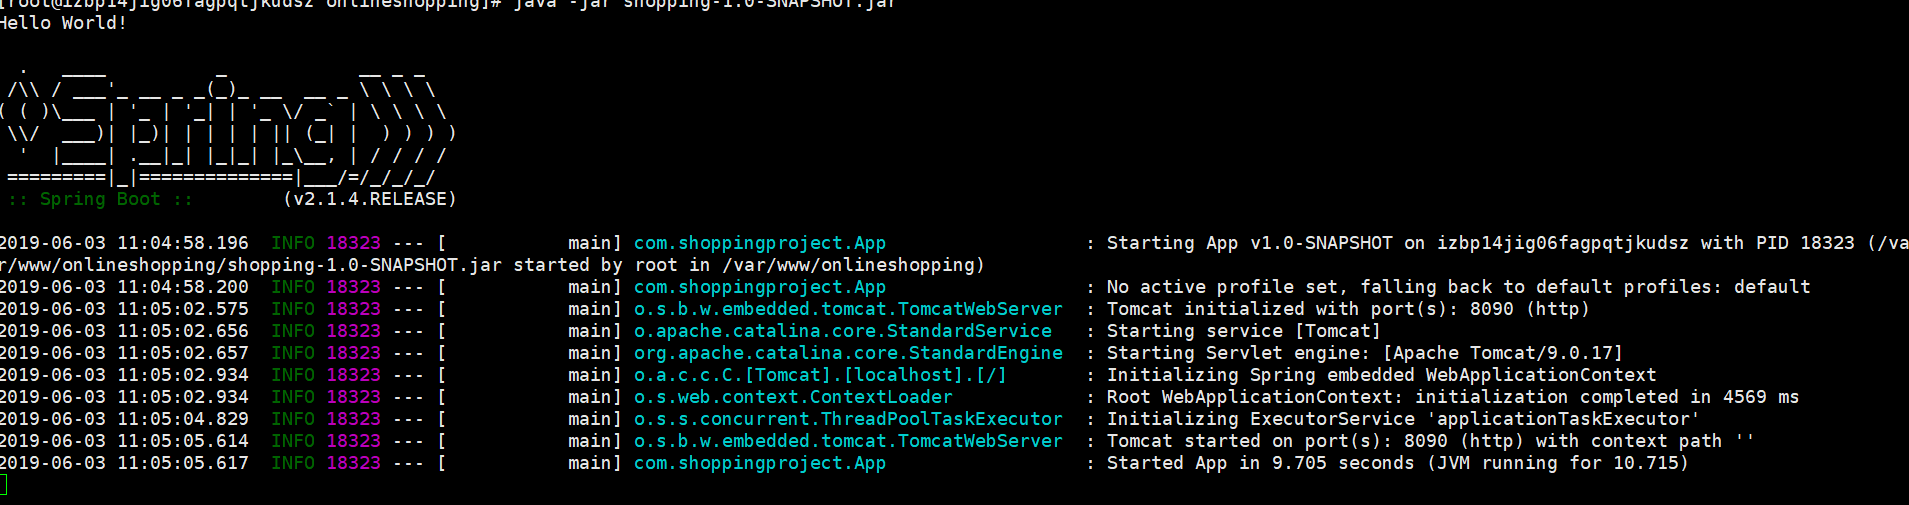 [root@izbp14jig06fagpqtjkudsz onlineshopping]# java -jar shopping-1.0-SNAPSHOT.jar
Hello World!
  .   ____          _            __ _ _
 /\\ / ___'_ __ _ _(_)_ __  __ _ \ \ \ \
( ( )\___ | '_ | '_| | '_ \/ _` | \ \ \ \
 \\/  ___)| |_)| | | | | || (_| |  ) ) ) )
  '  |____| .__|_| |_|_| |_\__, | / / / /
 =========|_|==============|___/=/_/_/_/
 :: Spring Boot ::        (v2.1.4.RELEASE)
2019-06-03 11:04:58.196  INFO 18323 --- [           main] com.shoppingproject.App                  : Starting App v1.0-SNAPSHOT on izbp14jig06fagpqtjkudsz with PID 18323 (/va
r/www/onlineshopping/shopping-1.0-SNAPSHOT.jar started by root in /var/www/onlineshopping)
2019-06-03 11:04:58.200  INFO 18323 --- [           main] com.shoppingproject.App                  : No active profile set, falling back to default profiles: default
2019-06-03 11:05:02.575  INFO 18323 --- [           main] o.s.b.w.embedded.tomcat.TomcatWebServer  : Tomcat initialized with port(s): 8090 (http)
2019-06-03 11:05:02.656  INFO 18323 --- [           main] o.apache.catalina.core.StandardService   : Starting service [Tomcat]
2019-06-03 11:05:02.657  INFO 18323 --- [           main] org.apache.catalina.core.StandardEngine  : Starting Servlet engine: [Apache Tomcat/9.0.17]
2019-06-03 11:05:02.934  INFO 18323 --- [           main] o.a.c.c.C.[Tomcat].[localhost].[/]       : Initializing Spring embedded WebApplicationContext
2019-06-03 11:05:02.934  INFO 18323 --- [           main] o.s.web.context.ContextLoader            : Root WebApplicationContext: initialization completed in 4569 ms
2019-06-03 11:05:04.829  INFO 18323 --- [           main] o.s.s.concurrent.ThreadPoolTaskExecutor  : Initializing ExecutorService 'applicationTaskExecutor'
2019-06-03 11:05:05.614  INFO 18323 --- [           main] o.s.b.w.embedded.tomcat.TomcatWebServer  : Tomcat started on port(s): 8090 (http) with context path ''
2019-06-03 11:05:05.617  INFO 18323 --- [           main] com.shoppingproject.App                  : Started App in 9.705 seconds (JVM running for 10.715)